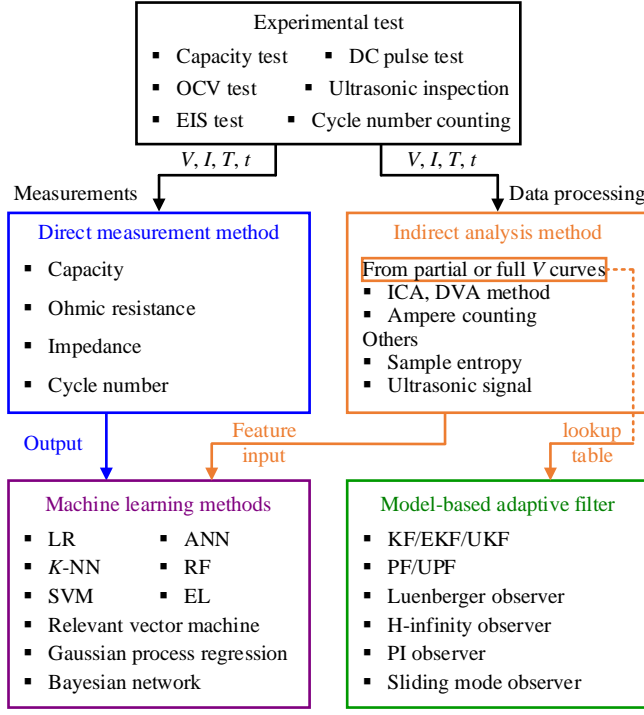 Experimental test
▪ Capacity test ▪ DC pulse test
▪ OCV test ▪ Ultrasonic inspection
▪ EIS test ▪ Cycle number counting
V, I, T, t V, I, T, t
Measurements Data processing
Direct measurement method
▪ Capacity
▪ Ohmic resistance
▪ Impedance
▪ Cycle number
Indirect analysis method
From partial or full V curves
▪ ICA, DVA method
▪ Ampere counting
Others
▪ Sample entropy
▪ Ultrasonic signal
Output
Feature
input
lookup
table
Machine learning methods
▪ LR ▪ ANN
▪ K-NN ▪ RF
▪ SVM ▪ EL
▪ Relevant vector machine
▪ Gaussian process regression
▪ Bayesian network
Model-based adaptive filter
▪ KF/EKF/UKF
▪ PF/UPF
▪ Luenberger observer
▪ H-infinity observer
▪ PI observer
▪ Sliding mode observer